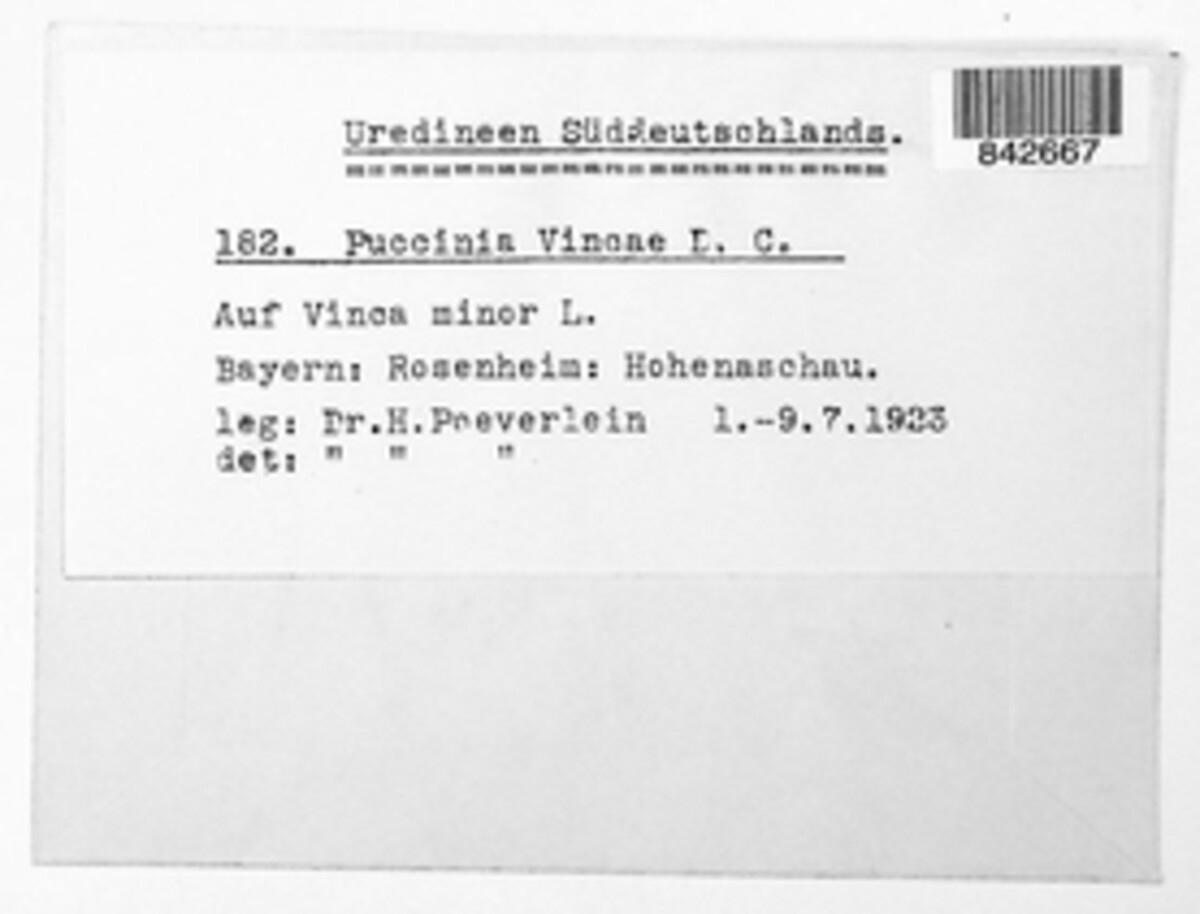 Uredineen Süddeutschlands.
842667
182. Puccinia Vincae D. C.
Auf Vinca minor L.
Bayern: Rosenheim: Hohenaschau.
leg: Dr.H.Poeverlein 1.-9.7.1923
det: " " "